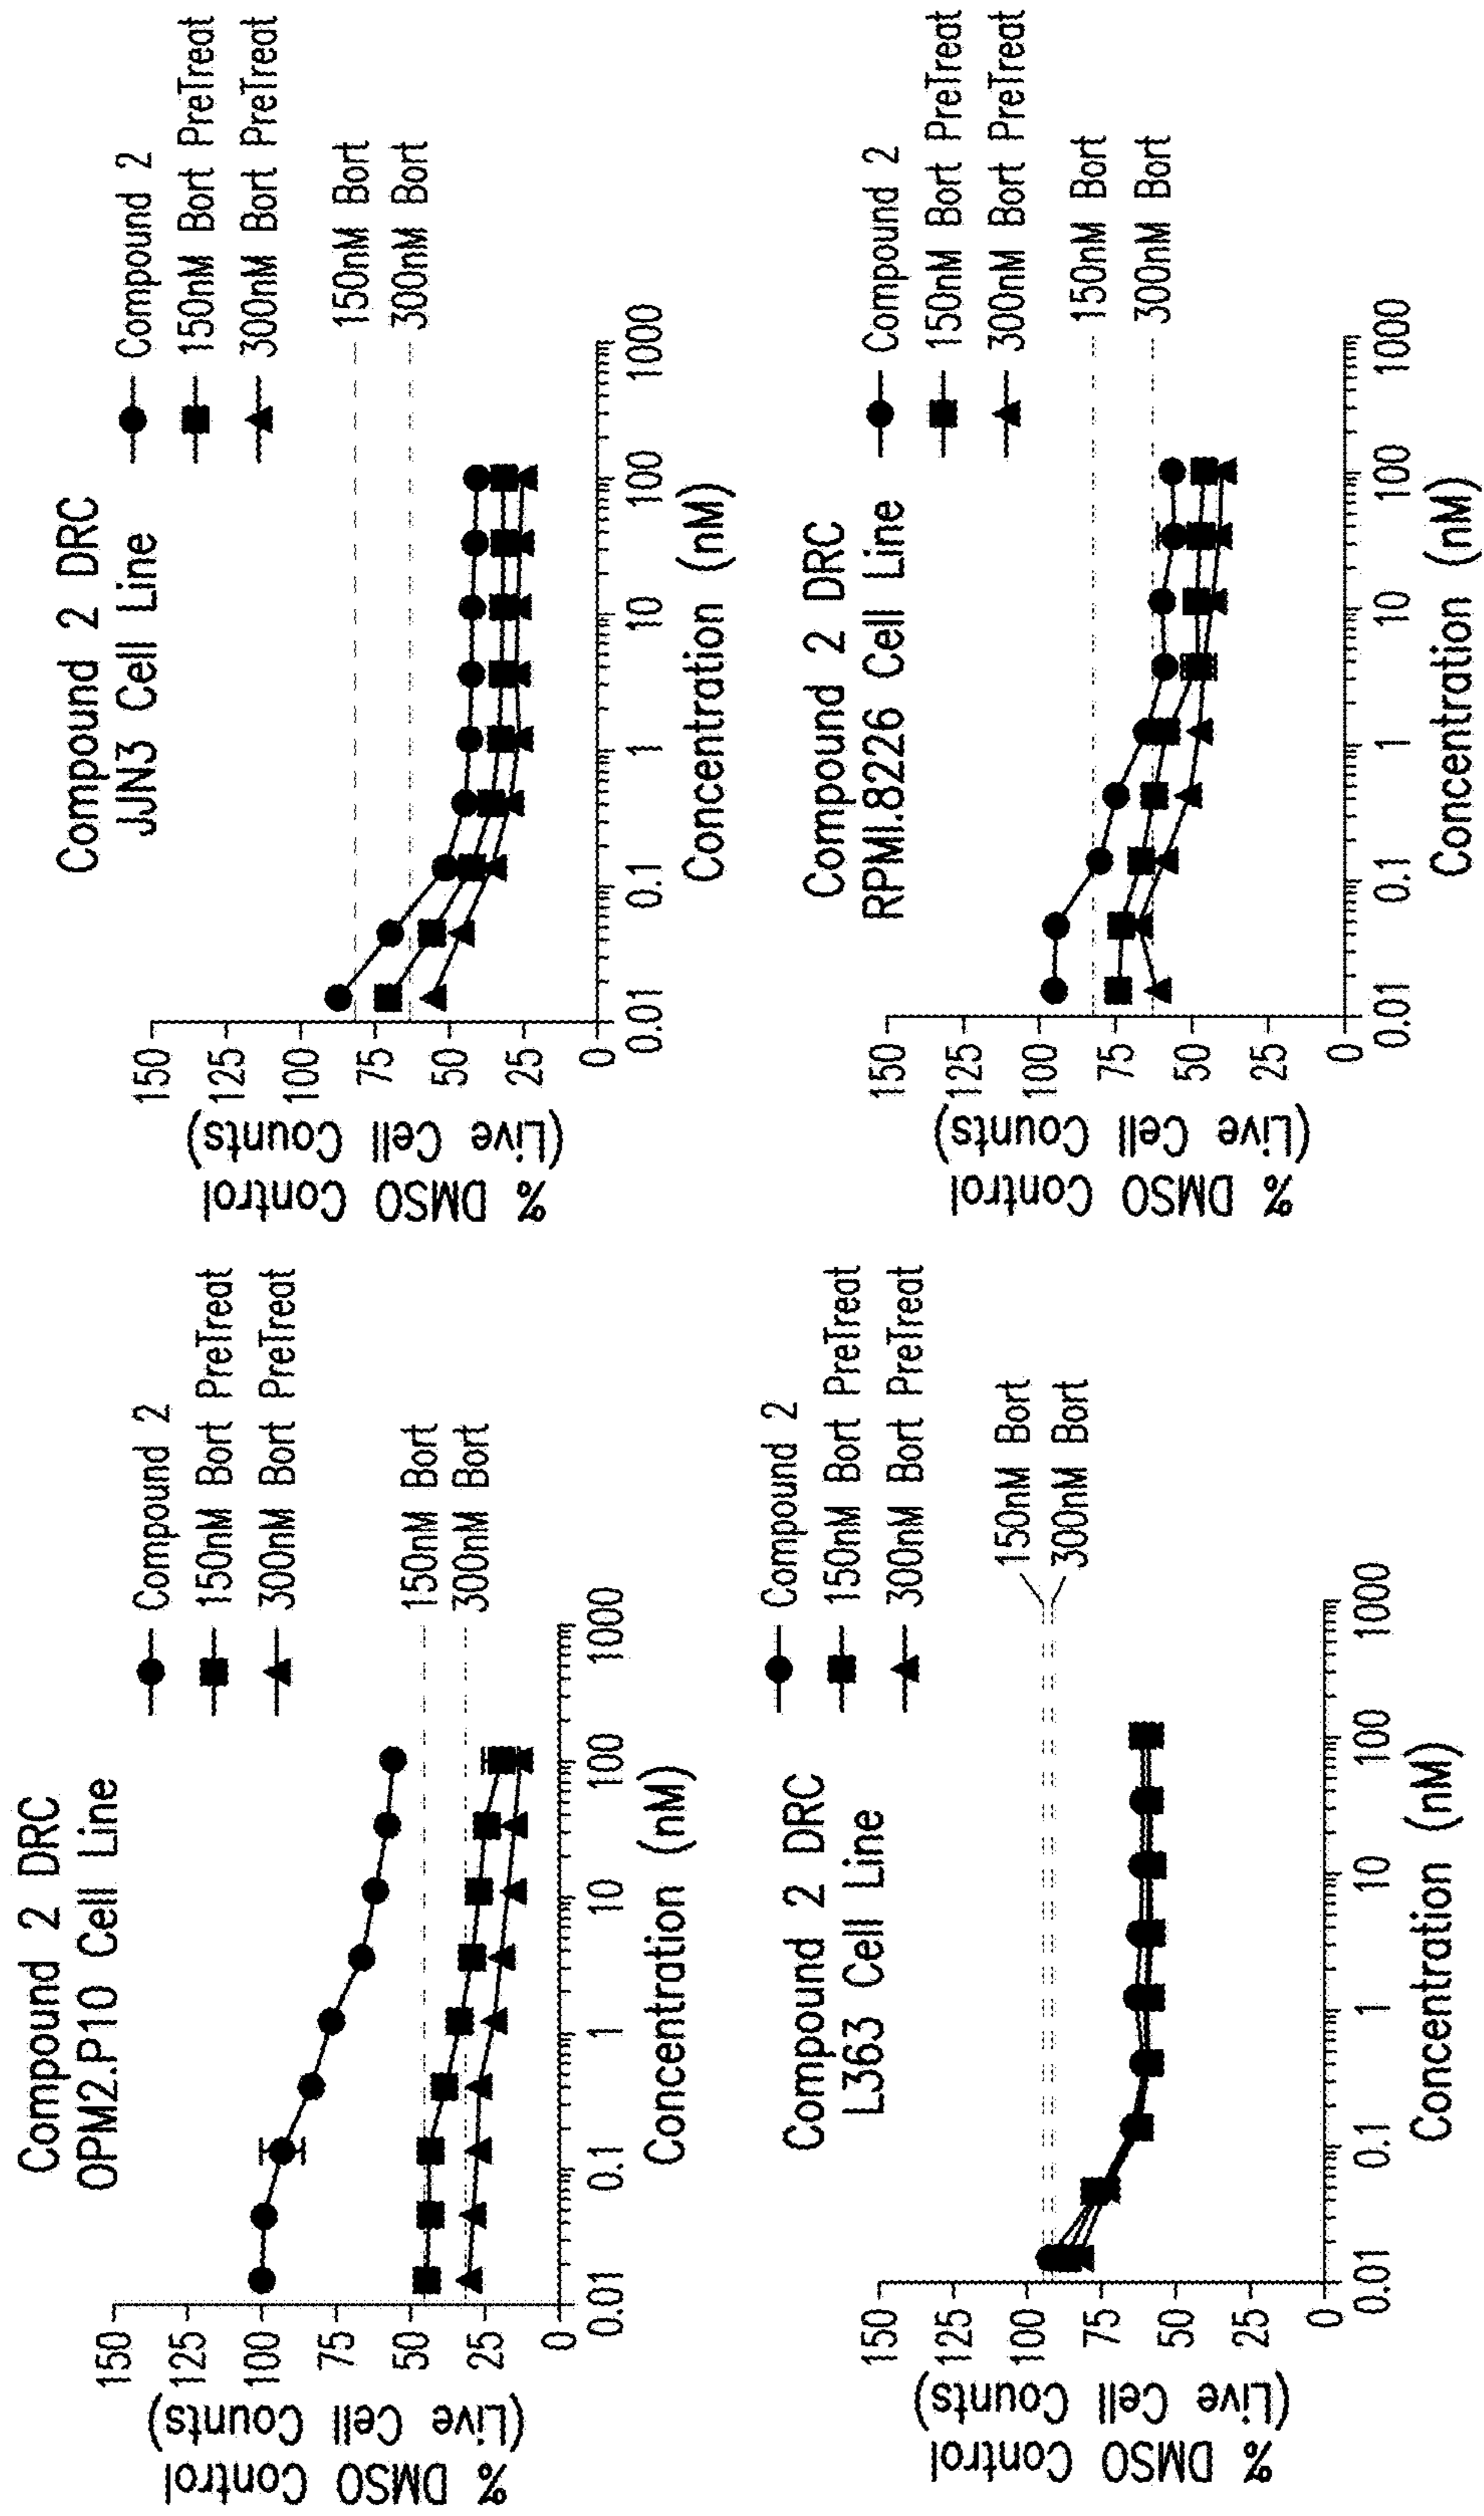 Compound 2 DRC
OPM2.P10 Cell Line
% DMSO Control
(Live Cell Counts)
150
125
100
75
50
25
0
0.01
0.1
1
10
100
1000
Concentration (nM)
Compound 2
150nM Bort PreTreat
300nM Bort PreTreat
150nM Bort
300nM Bort
Compound 2 DRC
JJN3 Cell Line
% DMSO Control
(Live Cell Counts)
150
125
100
75
50
25
0
0.01
0.1
1
10
100
1000
Concentration (nM)
Compound 2
150nM Bort PreTreat
300nM Bort PreTreat
150nM Bort
300nM Bort
Compound 2 DRC
L363 Cell Line
% DMSO Control
(Live Cell Counts)
150
125
100
75
50
25
0
0.01
0.1
1
10
100
1000
Concentration (nM)
Compound 2
150nM Bort PreTreat
300nM Bort PreTreat
150nM Bort
300nM Bort
Compound 2 DRC
RPMI.8226 Cell Line
% DMSO Control
(Live Cell Counts)
150
125
100
75
50
25
0
0.01
0.1
1
10
100
1000
Concentration (nM)
Compound 2
150nM Bort PreTreat
300nM Bort PreTreat
150nM Bort
300nM Bort